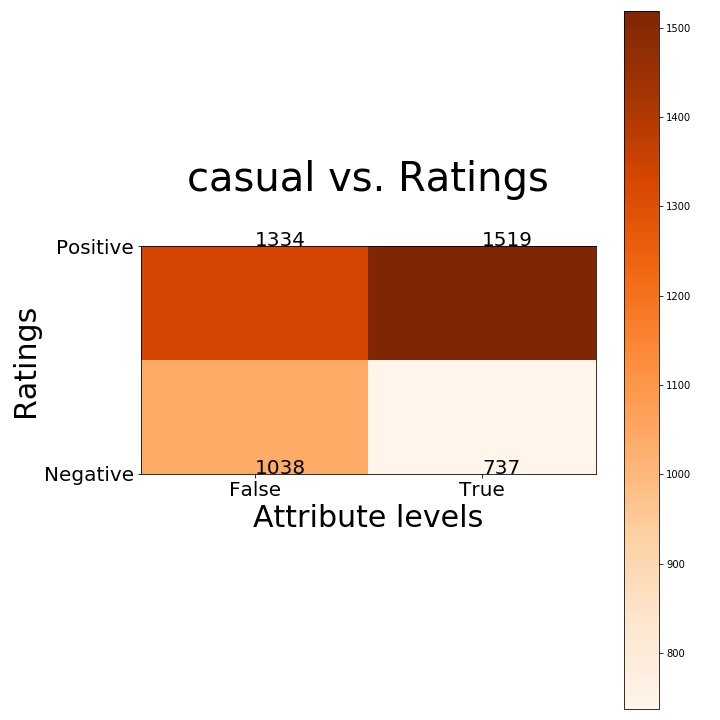 casual vs. Ratings
Positive
1334 1519
Ratings
Negative
1038 737
False True
Attribute levels
1500
1400
1300
1200
1100
1000
900
800